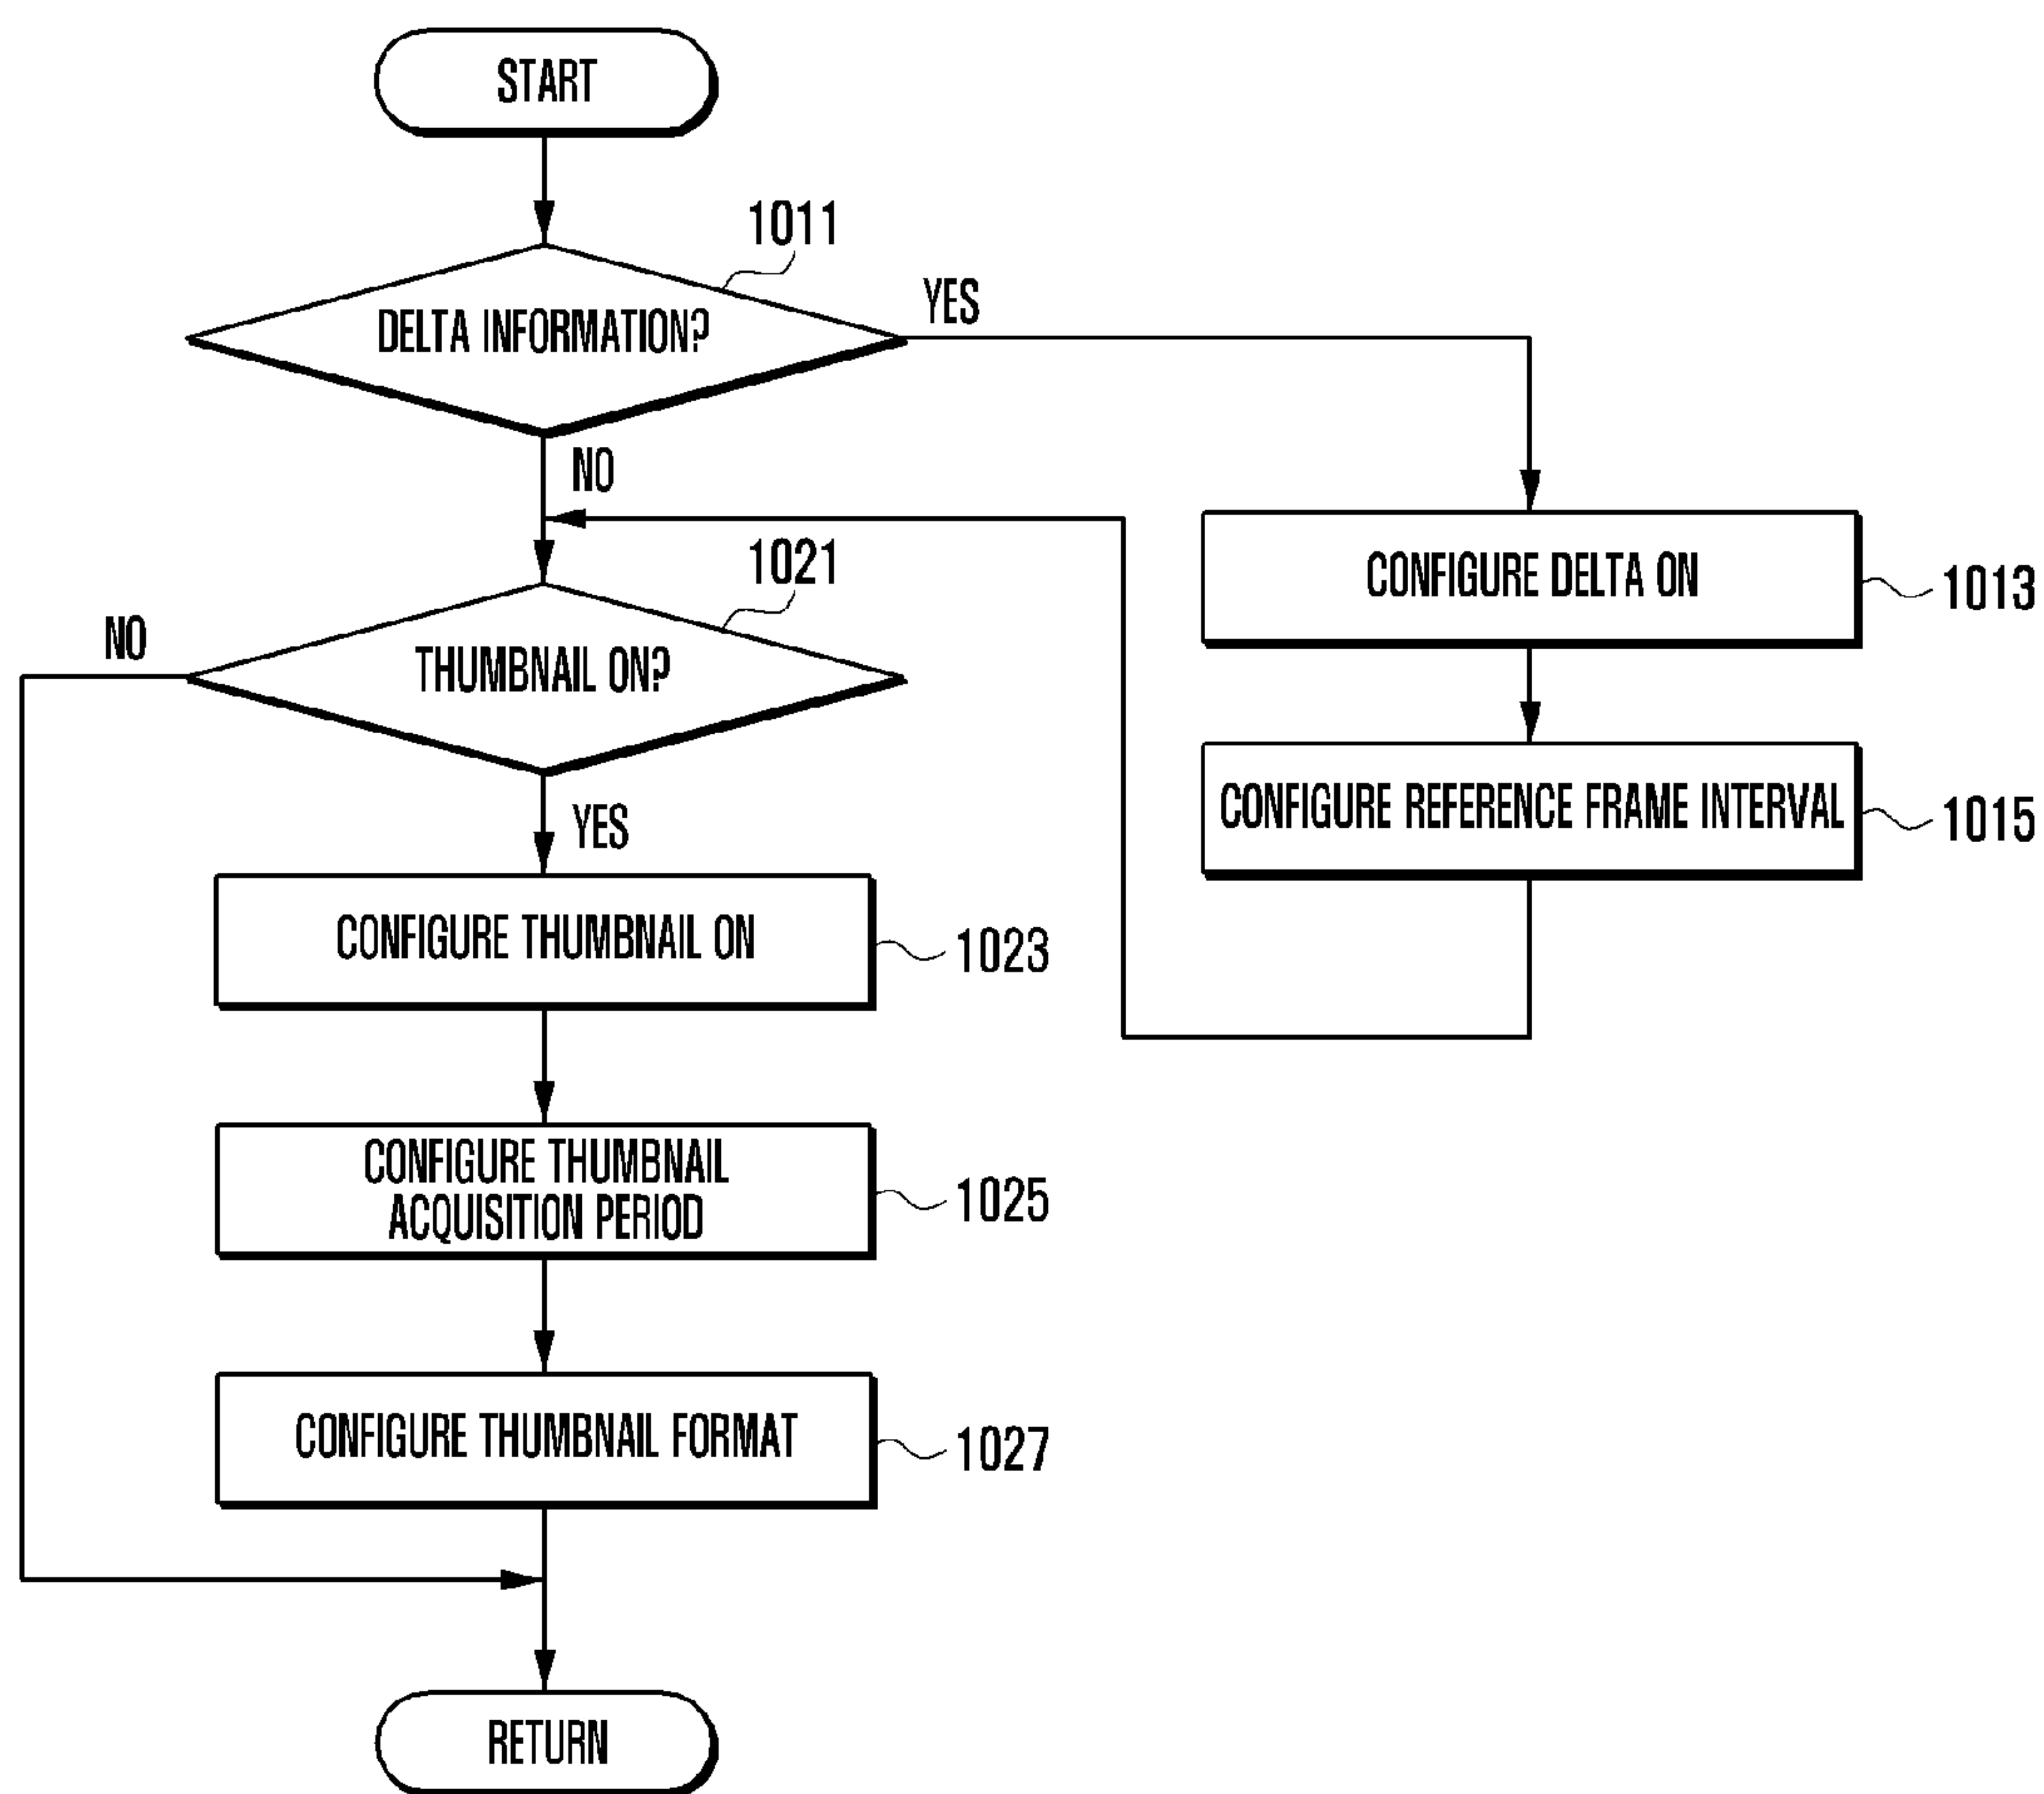 START
1011
DELTA INFORMATION?
YES
NO
1021
THUMBNAIL ON?
NO
YES
CONFIGURE DELTA ON
1013
CONFIGURE REFERENCE FRAME INTERVAL
1015
CONFIGURE THUMBNAIL ON
1023
CONFIGURE THUMBNAIL
ACQUISITION PERIOD
1025
CONFIGURE THUMBNAIL FORMAT
1027
RETURN